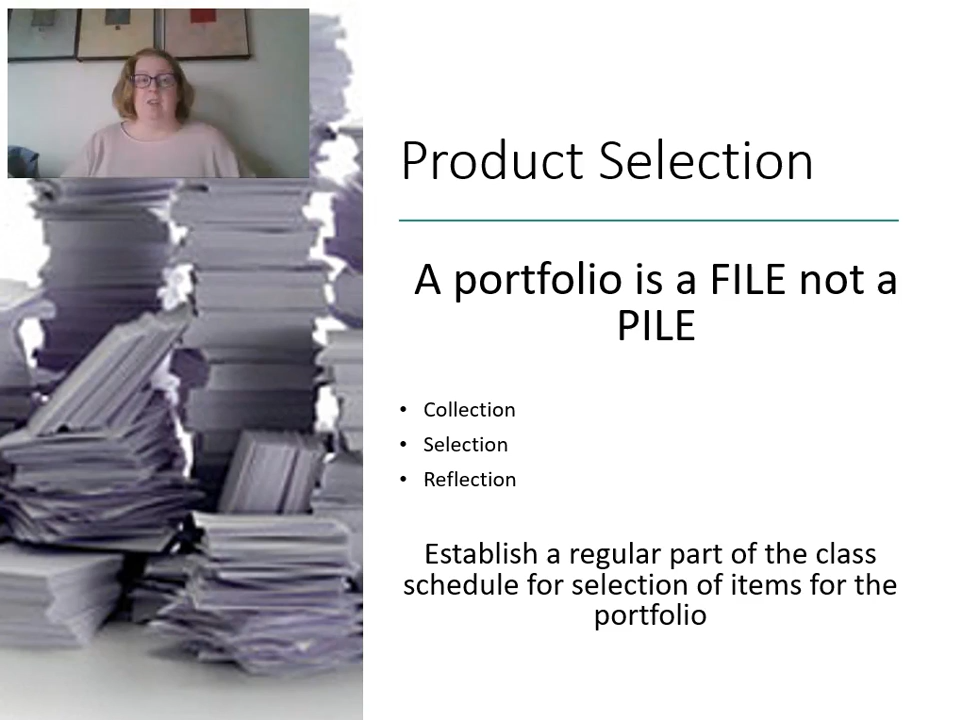 Product Selection
A portfolio is a FILE not a
PILE
• Collection
• Selection
• Reflection
Establish a regular part of the class
schedule for selection of items for the
portfolio